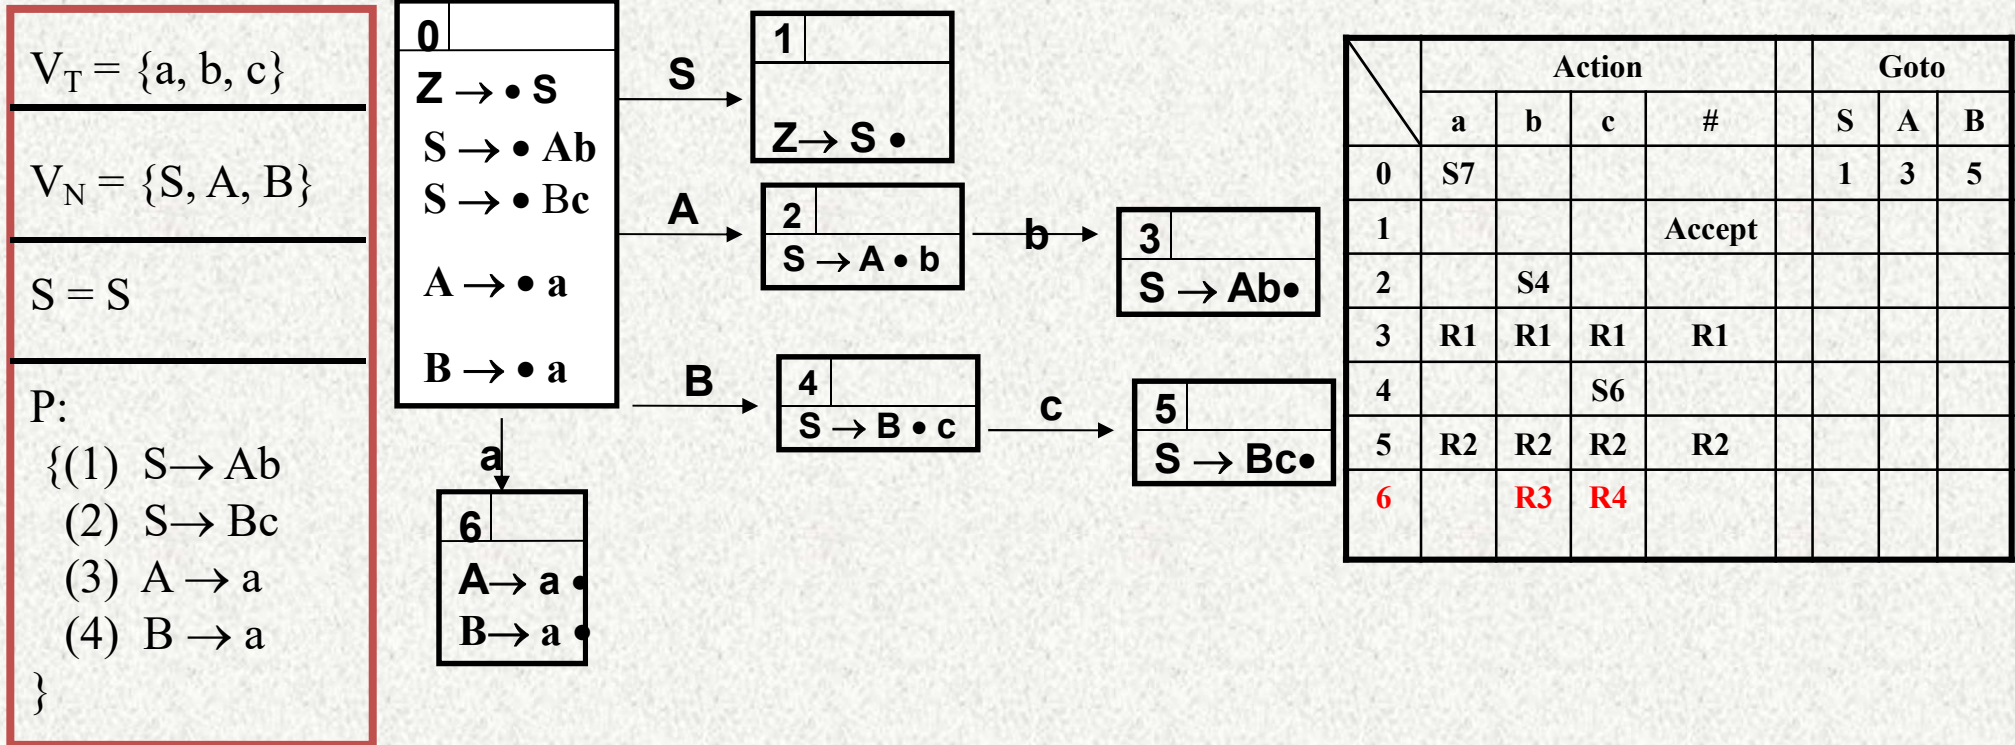 V_T = {a, b, c}
V_N = {S, A, B}
S = S
P:
{(1) S→ Ab
(2) S→ Bc
(3) A → a
(4) B → a
}
0
Z → • S
S → • Ab
S → • Bc
A → • a
B → • a
S
1
Z→ S •
A
2
S → A • b
b
3
S → Ab•
B
4
S → B • c
c
5
S → Bc•
a
6
A→ a •
B→ a •
Action Goto
a b c # S A B
0 S7 1 3 5
1 Accept
2 S4
3 R1 R1 R1 R1
4 S6
5 R2 R2 R2 R2
6 R3 R4